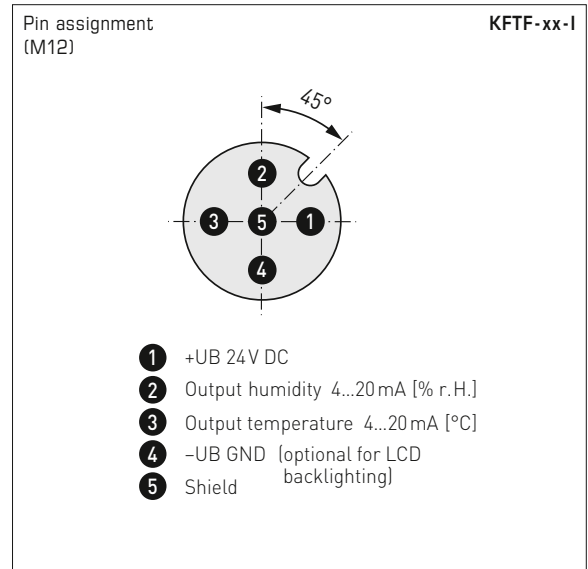 Pin assignment
(M12)
KFTF-xx-I
45°
2
3 5 1
4
1 +UB 24V DC
2 Output humidity 4...20 mA [% r.H.]
3 Output temperature 4...20 mA [°C]
4 –UB GND (optional for LCD
backlighting)
5 Shield